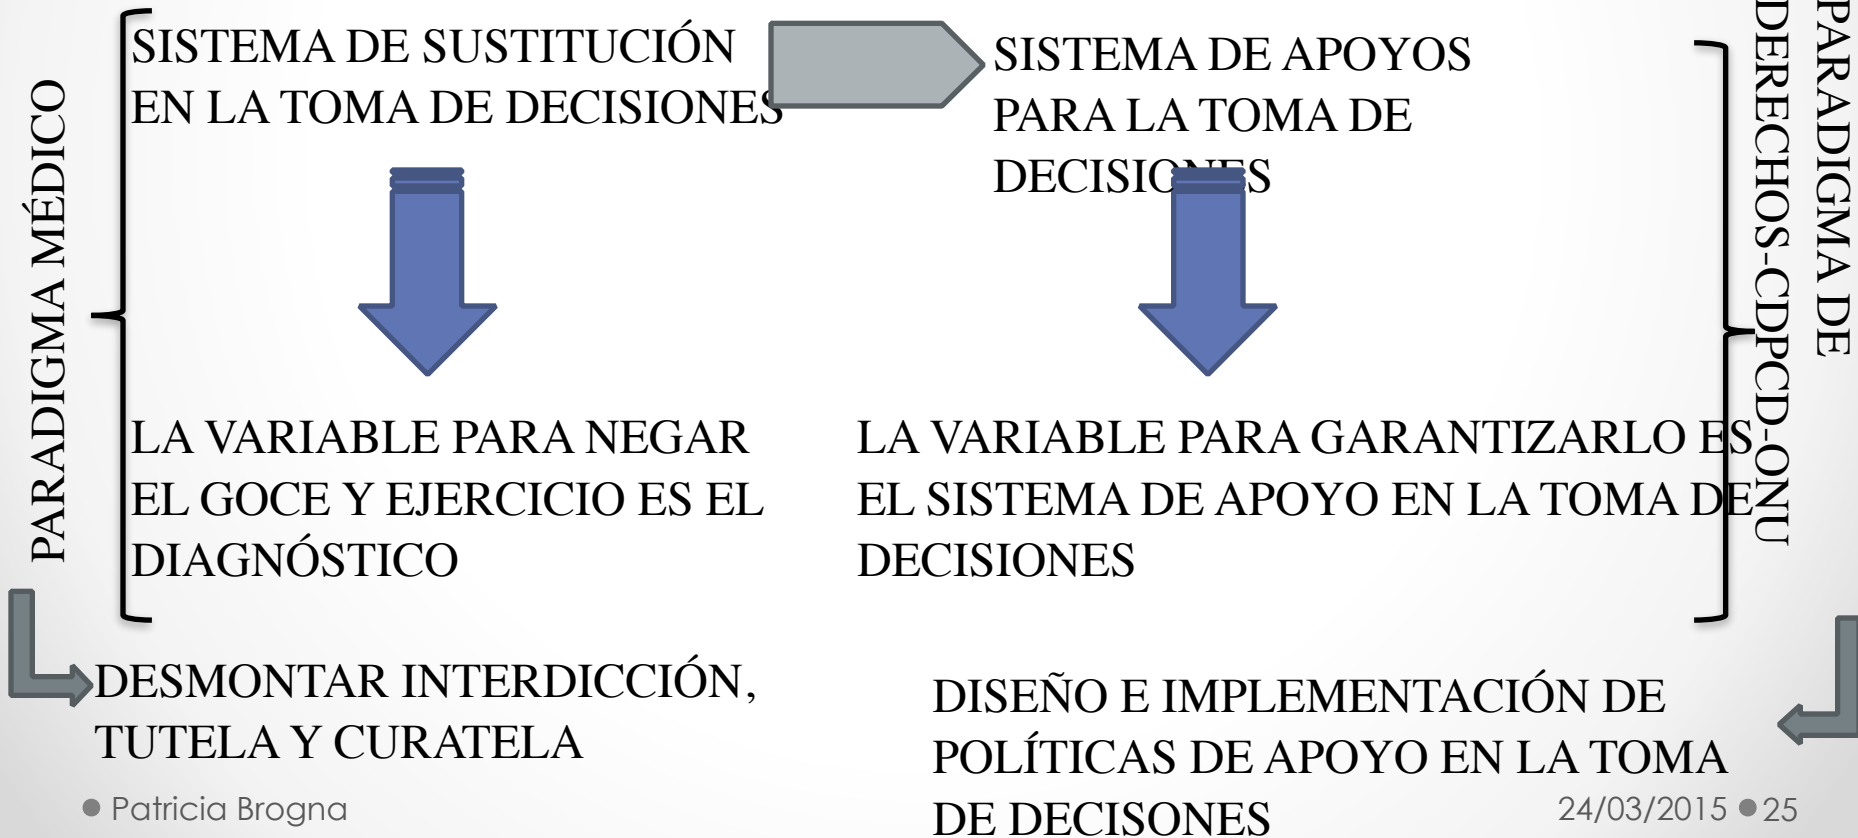 PARADIGMA MÉDICO
SISTEMA DE SUSTITUCIÓN
EN LA TOMA DE DECISIONES
SISTEMA DE APOYOS
PARA LA TOMA DE
DECISIONES
PARADIGMA DE
DERECHOS-CDPCD-ONU
LA VARIABLE PARA NEGAR
EL GOCE Y EJERCICIO ES EL
DIAGNÓSTICO
LA VARIABLE PARA GARANTIZARLO ES
EL SISTEMA DE APOYO EN LA TOMA DE
DECISIONES
DESMONTAR INTERDICCIÓN,
TUTELA Y CURATELA
DISEÑO E IMPLEMENTACIÓN DE
POLÍTICAS DE APOYO EN LA TOMA
DE DECISONES
● Patricia Brogna
24/03/2015 ● 25